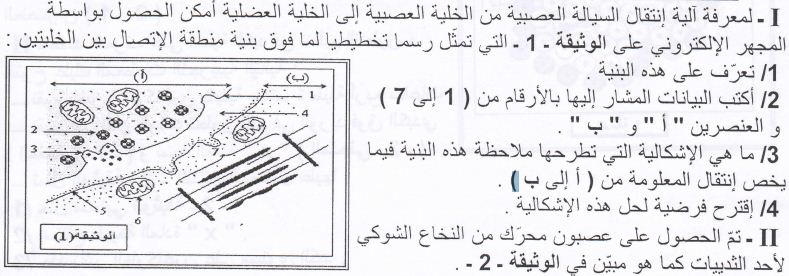 I - لمعرفة آلية إنتقال السيالة العصبية من الخلية العصبية إلى الخلية العضلية أمكن الحصول بواسطة
المجهر الإلكتروني على الوثيقة - 1 - التي تمثّل رسما تخطيطيا لما فوق بنية منطقة الإتصال بين الخليتين :
1/ تعرّف على هذه البنية .
2/ أكتب البيانات المشار إليها بالأرقام من ( 1 إلى 7 )
و العنصرين " أ " و " ب " .
3/ ما هي الإشكالية التي تطرحها ملاحظة هذه البنية فيما
يخص إنتقال المعلومة من ( أ إلى ب ) .
4/ إقترح فرضية لحل هذه الإشكالية .
II - تمّ الحصول على عصبون محرّك من النخاع الشوكي
لأحد الثدييات كما هو مبيّن في الوثيقة - 2 - .
(أ)
(ب)
1
4
2
3
5
6
الوثيقة (1)